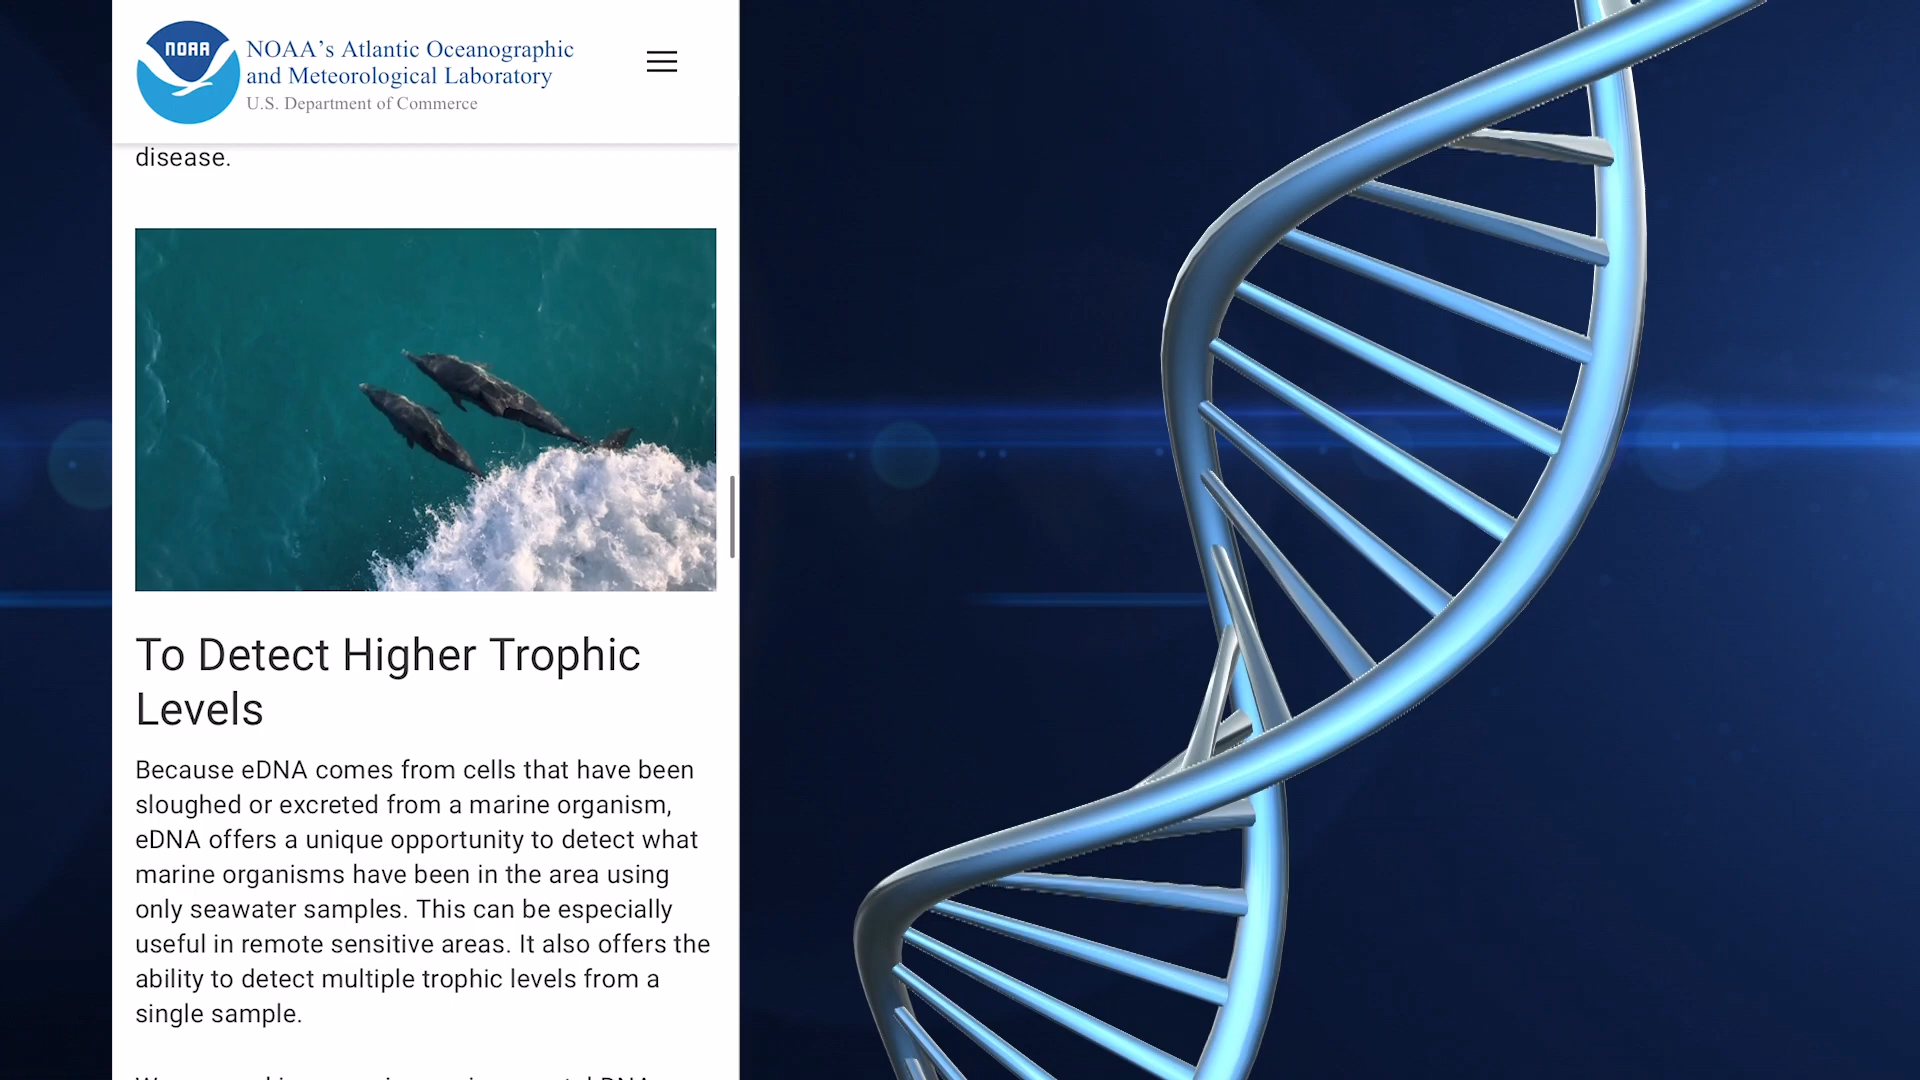 NOAA
NOAA's Atlantic Oceanographic
and Meteorological Laboratory
U.S. Department of Commerce
disease.
To Detect Higher Trophic
Levels
Because eDNA comes from cells that have been
sloughed or excreted from a marine organism,
eDNA offers a unique opportunity to detect what
marine organisms have been in the area using
only seawater samples. This can be especially
useful in remote sensitive areas. It also offers the
ability to detect multiple trophic levels from a
single sample.